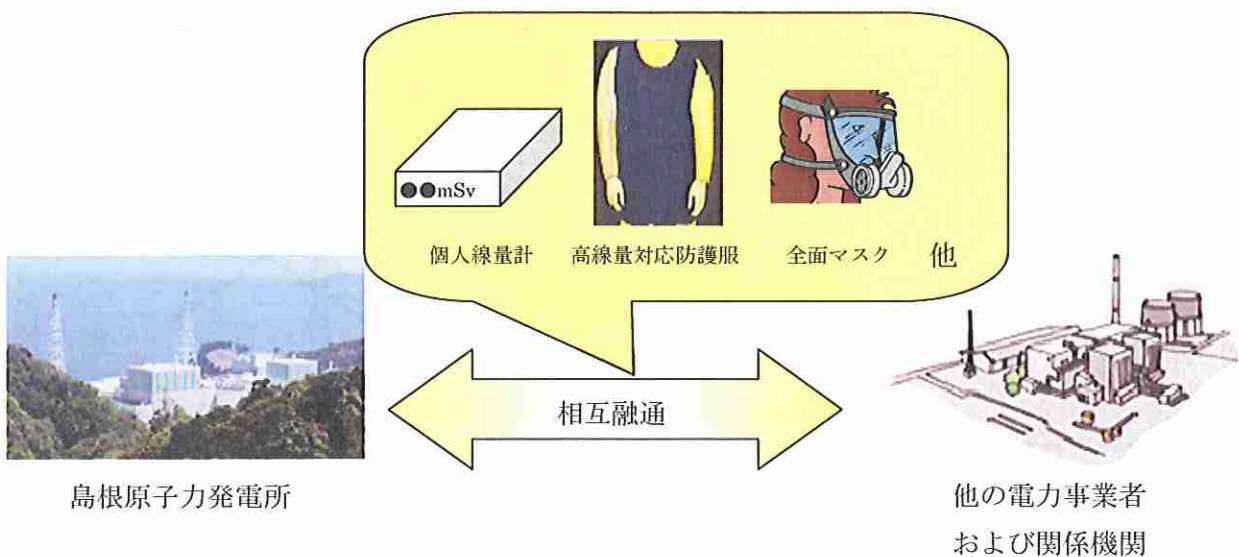 ●●mSv
個人線量計
高線量対応防護服
全面マスク
他
相互融通
島根原子力発電所
他の電力事業者
および関係機関